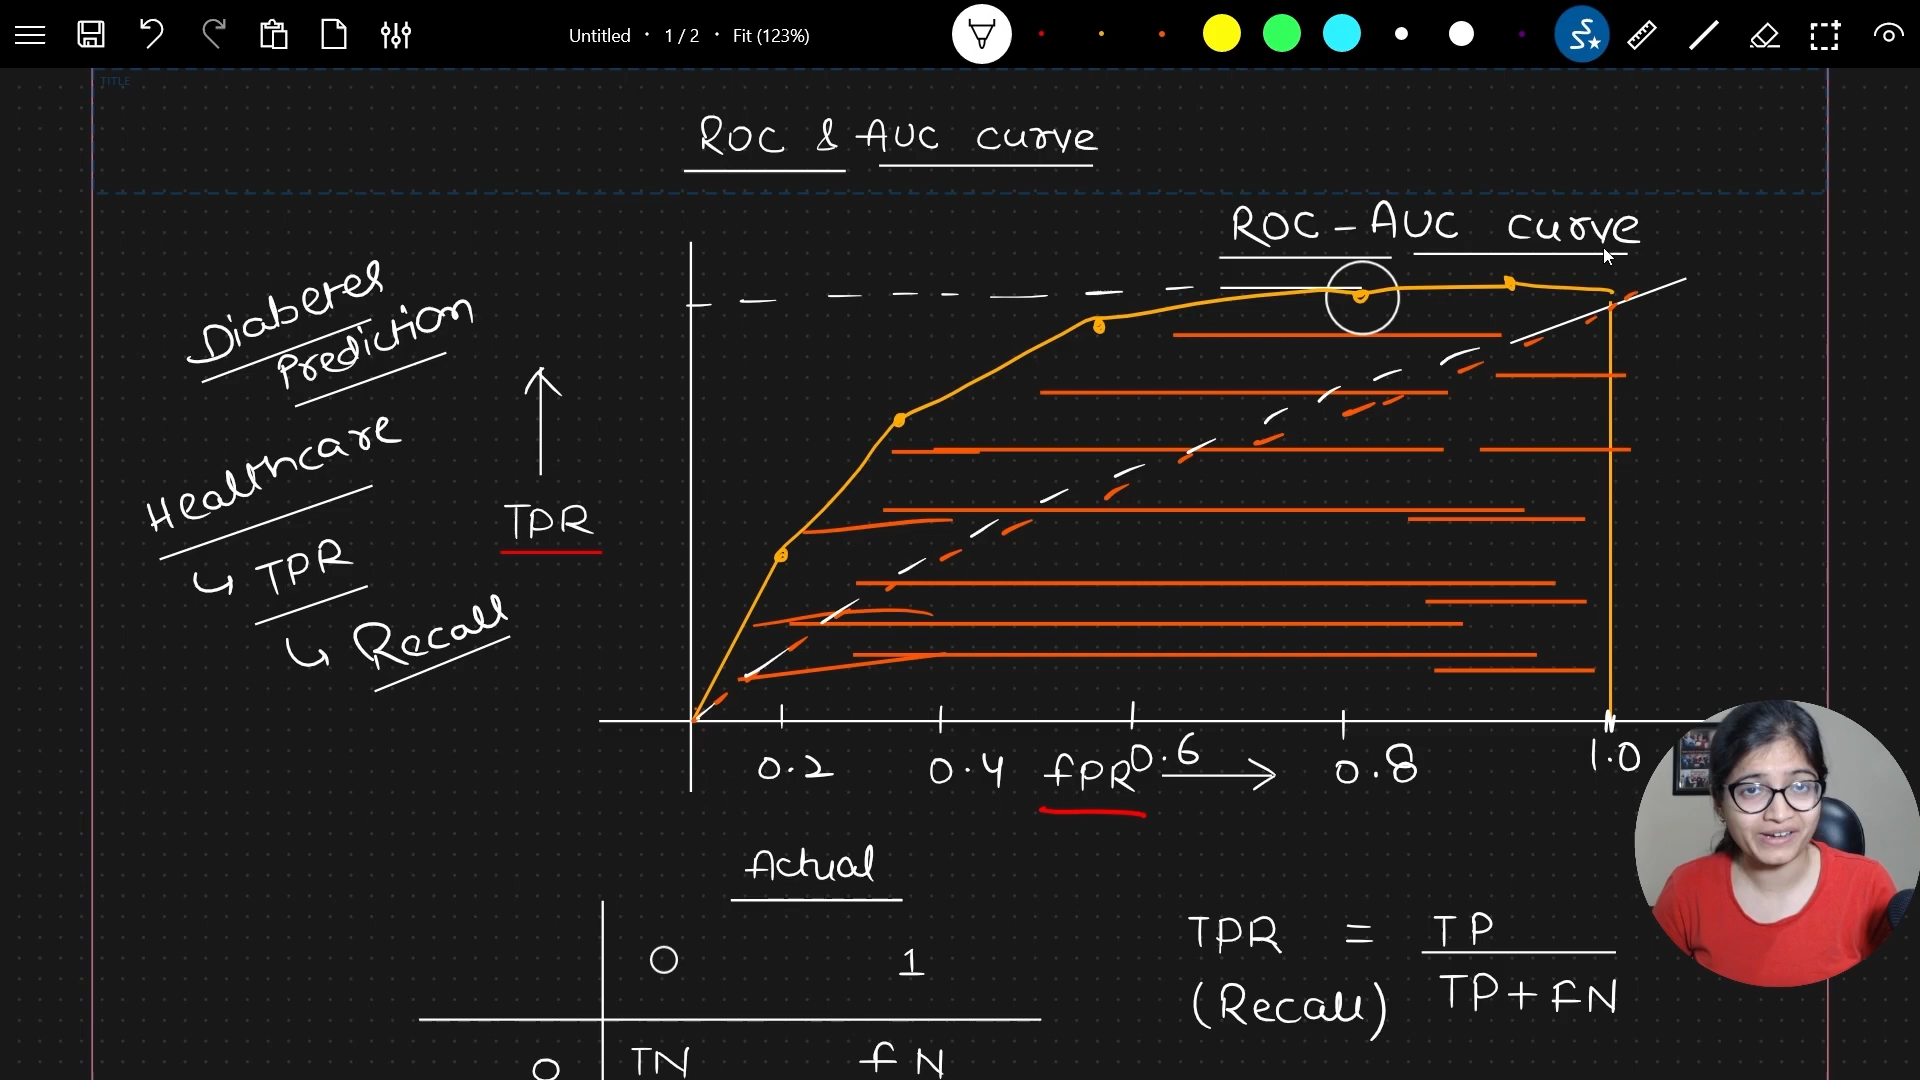 Untitled • 1 / 2 • Fit (123%)
TITLE
ROC & AUC curve
ROC - AUC curve
Diabetes
Prediction
Healthcare
↳ TPR
↳ Recall
↑
TPR
0.2 0.4 0.6 0.8 1.0
fPR →
Actual
0 1
0 TN fN
TPR = TP / TP + fN
(Recall)